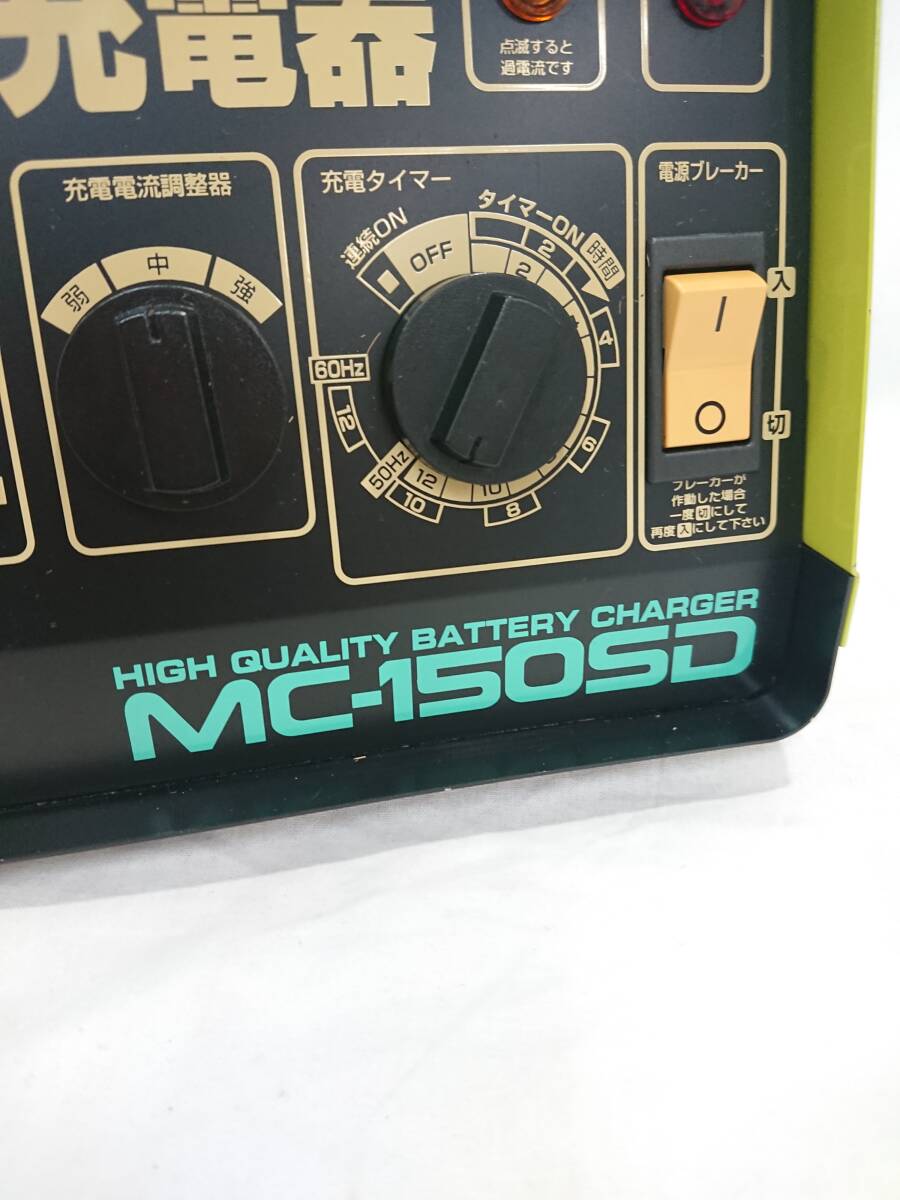 充電器
点滅すると
過電流です
充電電流調整器
弱 中 強
充電タイマー
連続ON
OFF
タイマーON
時間
2
2
4
6
8
10
12
60Hz
50Hz
12
10
電源ブレーカー
入
切
ブレーカーが
作動した場合
一度切にして
再度入にして下さい
HIGH QUALITY BATTERY CHARGER
MC-150SD